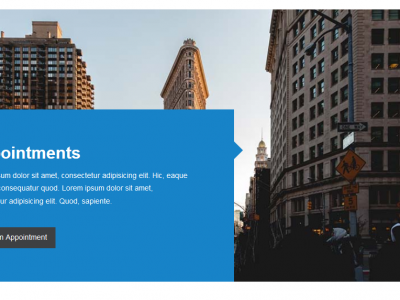 ointments
um dolor sit amet, consectetur adipisicing elit. Hic, eaque
onsequatur quod. Lorem ipsum dolor sit amet,
ur adipisicing elit. Quod, sapiente.
n Appointment